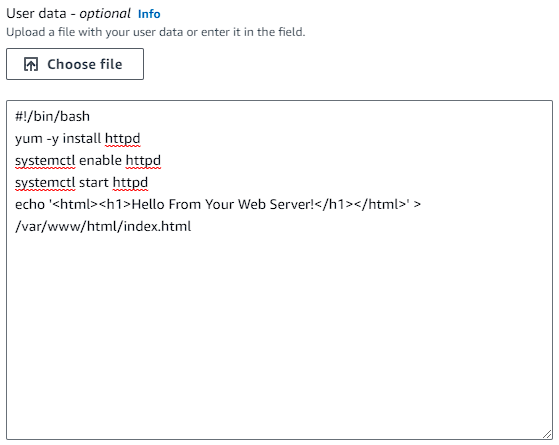 User data - optional Info
Upload a file with your user data or enter it in the field.
Choose file
#!/bin/bash
yum -y install httpd
systemctl enable httpd
systemctl start httpd
echo '<html><h1>Hello From Your Web Server!</h1></html>' >
/var/www/html/index.html